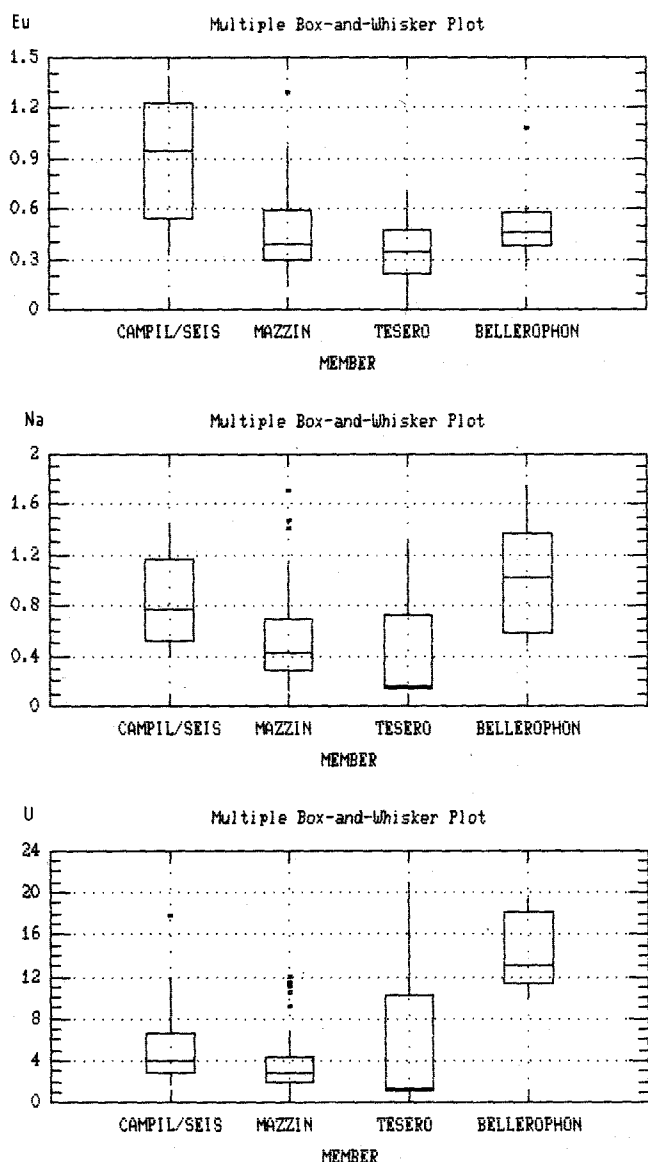 Eu Multiple Box-and-Whisker Plot
1.5
1.2
0.9
0.6
0.3
0
CAMPIL/SEIS MAZZIN TESERO BELLEROPHON
MEMBER
Na Multiple Box-and-Whisker Plot
2
1.6
1.2
0.8
0.4
0
CAMPIL/SEIS MAZZIN TESERO BELLEROPHON
MEMBER
U Multiple Box-and-Whisker Plot
24
20
16
12
8
4
0
CAMPIL/SEIS MAZZIN TESERO BELLEROPHON
MEMBER